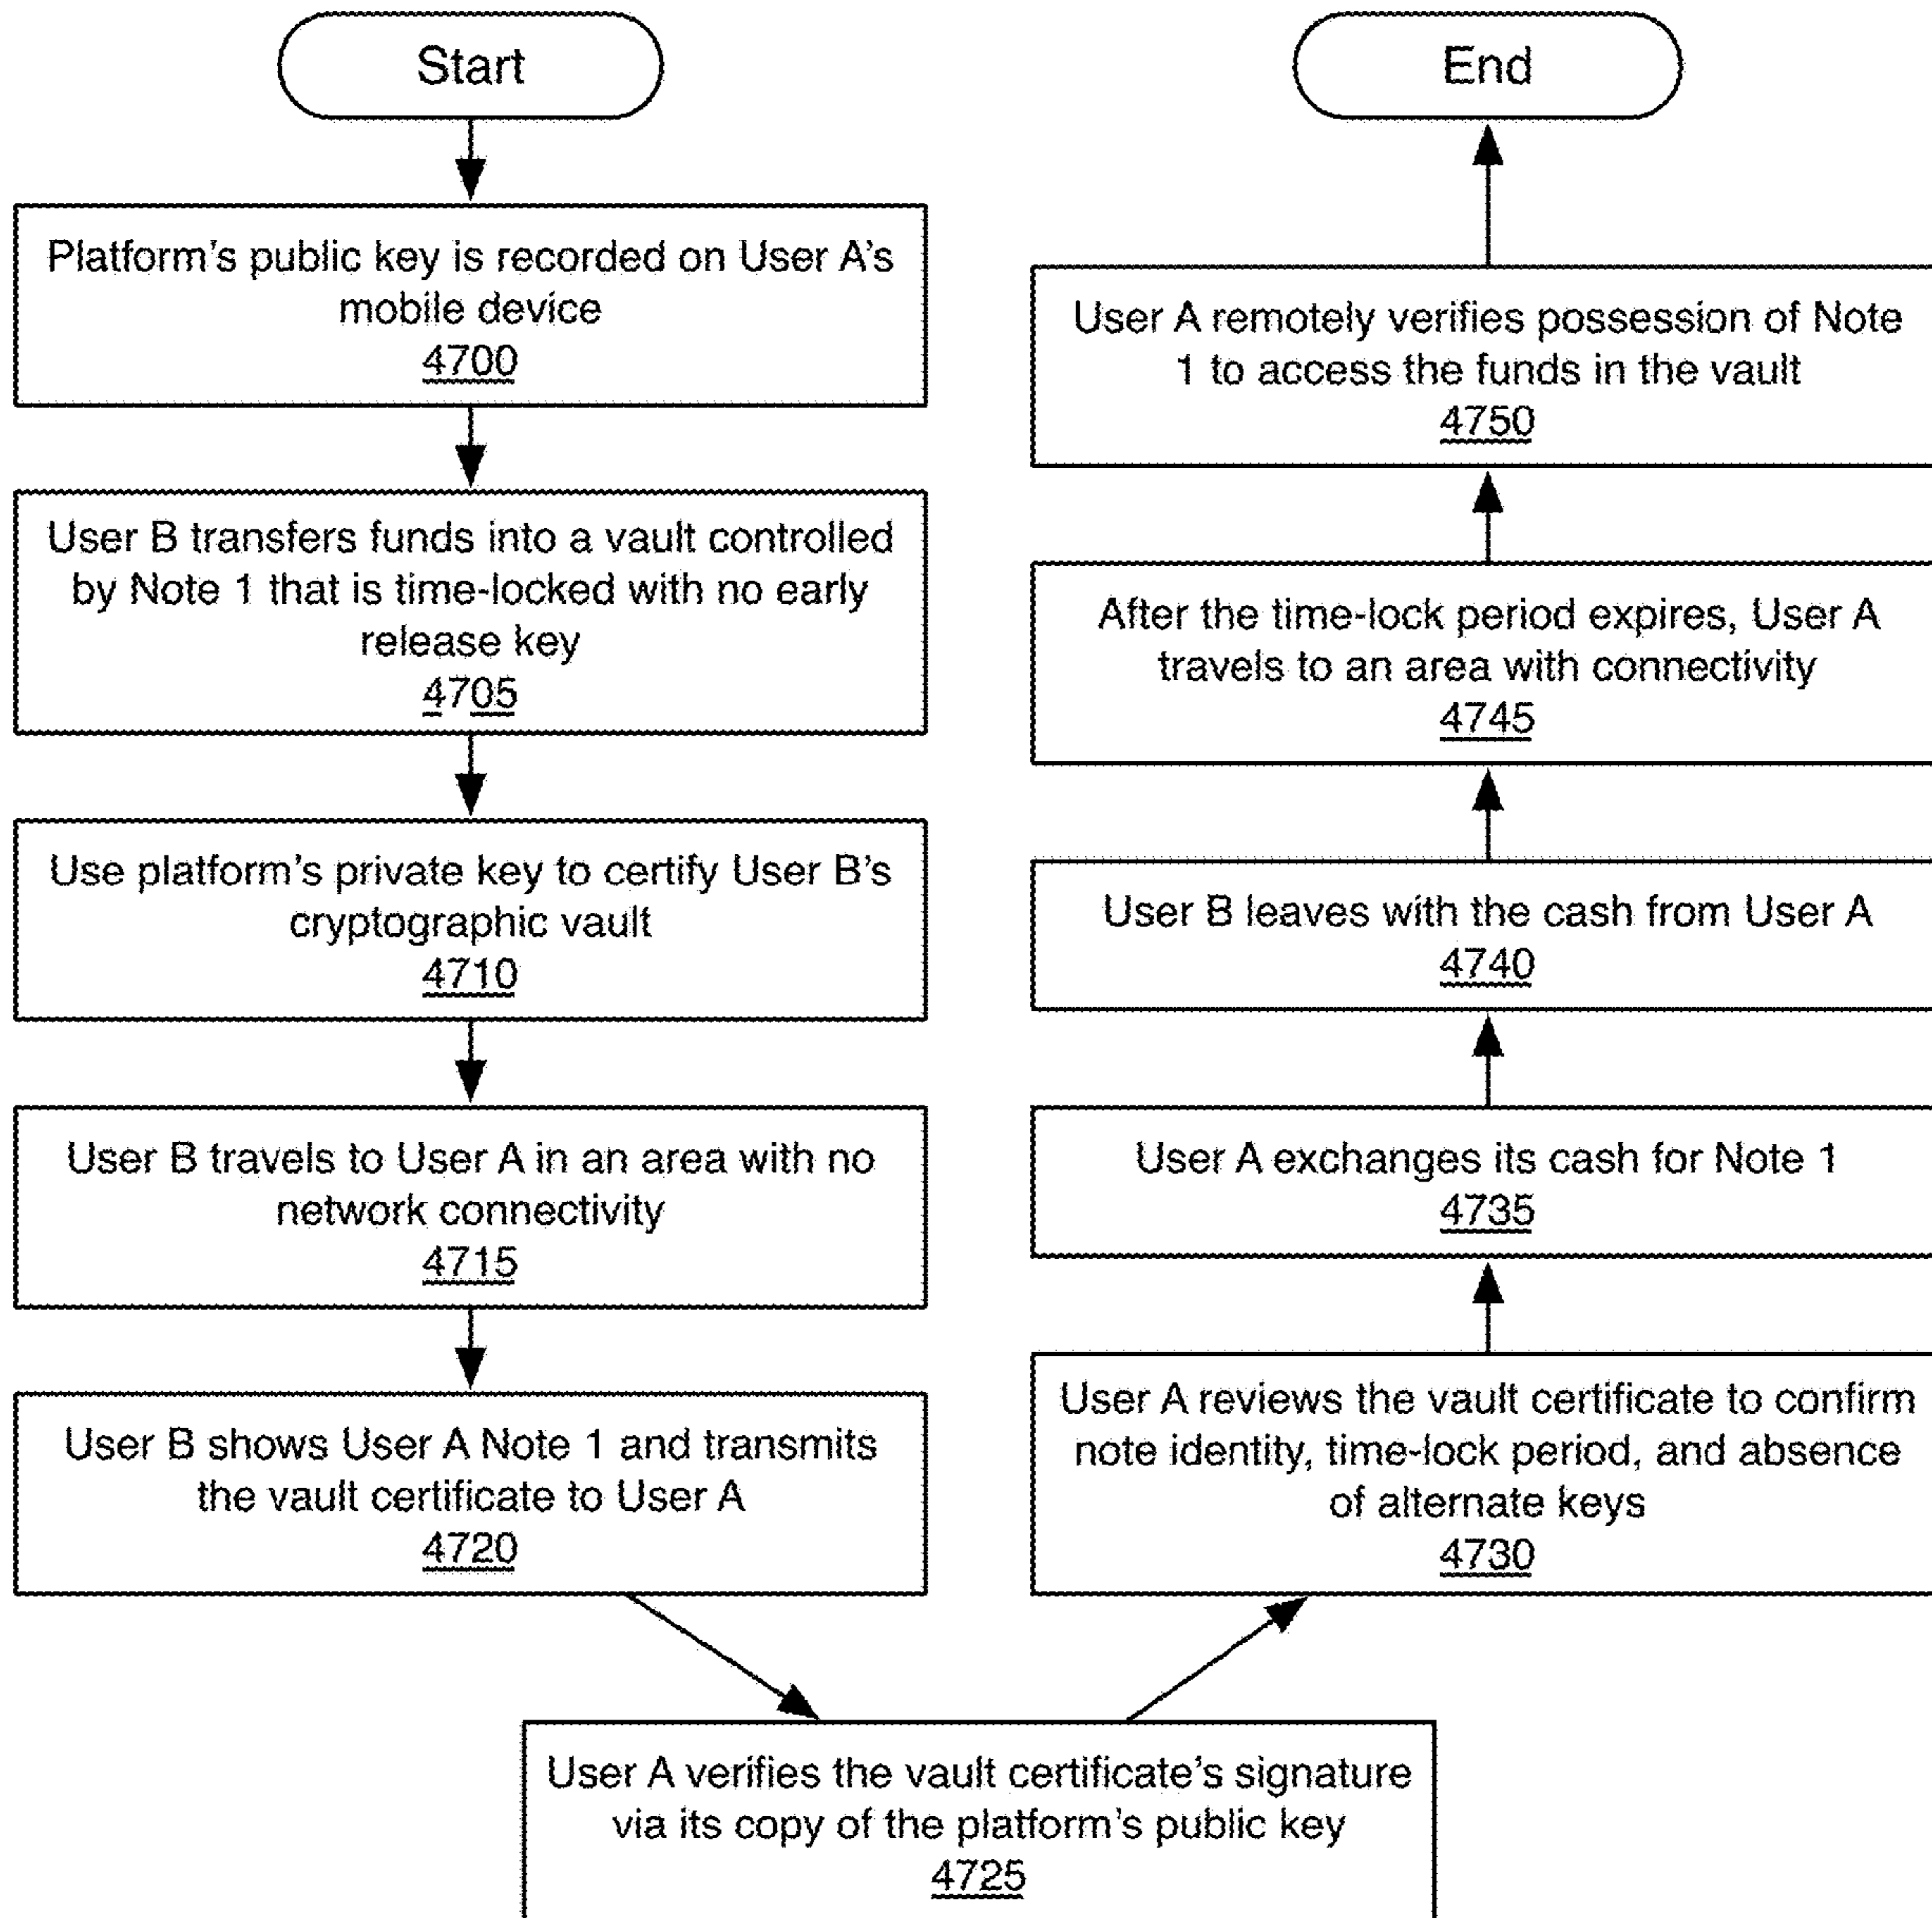 Start
Platform's public key is recorded on User A's
mobile device
4700
User B transfers funds into a vault controlled
by Note 1 that is time-locked with no early
release key
4705
Use platform's private key to certify User B's
cryptographic vault
4710
User B travels to User A in an area with no
network connectivity
4715
User B shows User A Note 1 and transmits
the vault certificate to User A
4720
User A verifies the vault certificate's signature
via its copy of the platform's public key
4725
User A reviews the vault certificate to confirm
note identity, time-lock period, and absence
of alternate keys
4730
User A exchanges its cash for Note 1
4735
User B leaves with the cash from User A
4740
After the time-lock period expires, User A
travels to an area with connectivity
4745
User A remotely verifies possession of Note
1 to access the funds in the vault
4750
End